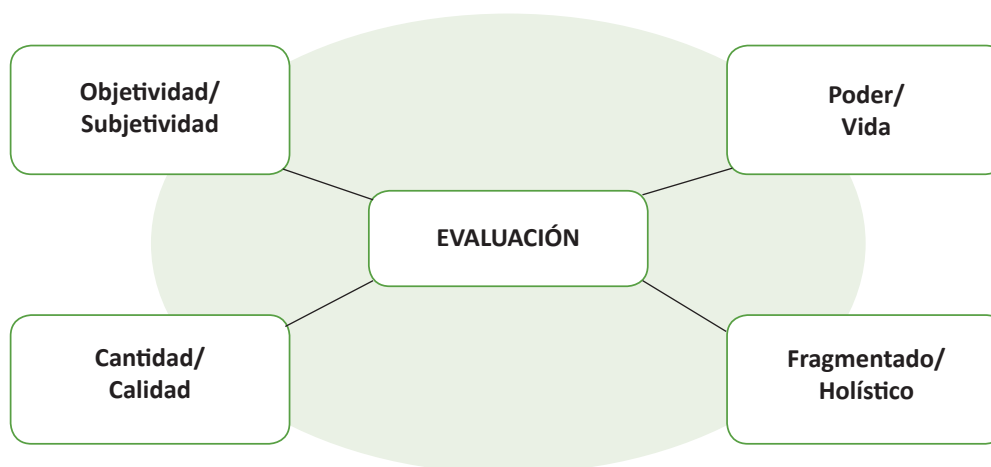 Objetividad/
Subjetividad
Poder/
Vida
EVALUACIÓN
Cantidad/
Calidad
Fragmentado/
Holístico